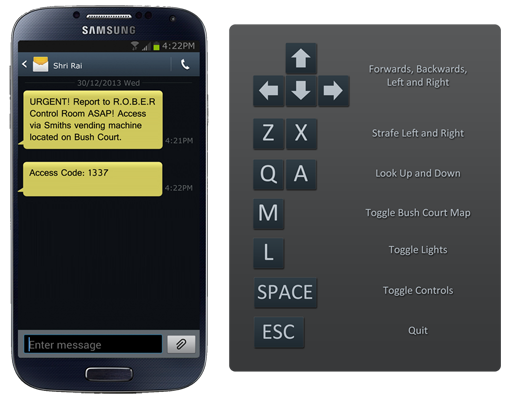 SAMSUNG
4:22PM
Shri Rai
30/12/2013 Wed
URGENT! Report to R.O.B.E.R
Control Room ASAP! Access
via Smiths vending machine
located on Bush Court.
4:21PM
Access Code: 1337
4:22PM
Enter message
Forwards, Backwards,
Left and Right
Z X Strafe Left and Right
Q A Look Up and Down
M Toggle Bush Court Map
L Toggle Lights
SPACE Toggle Controls
ESC Quit